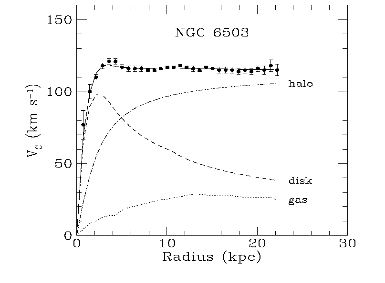 NGC 6503
150
100
50
0
V_c (km s⁻¹)
halo
disk
gas
0
10
20
30
Radius (kpc)